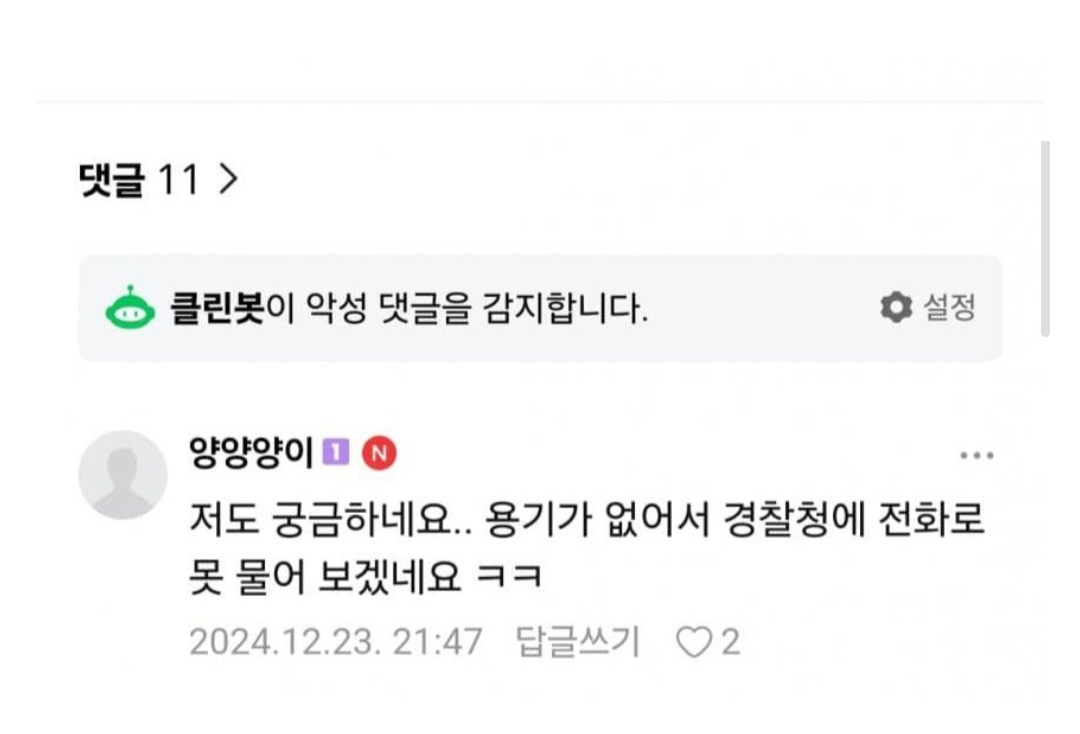 댓글 11 >
클린봇이 악성 댓글을 감지합니다. 설정
양양양이 1 N
저도 궁금하네요.. 용기가 없어서 경찰청에 전화로
못 물어 보겠네요 ㅋㅋ
2024.12.23. 21:47 답글쓰기 2